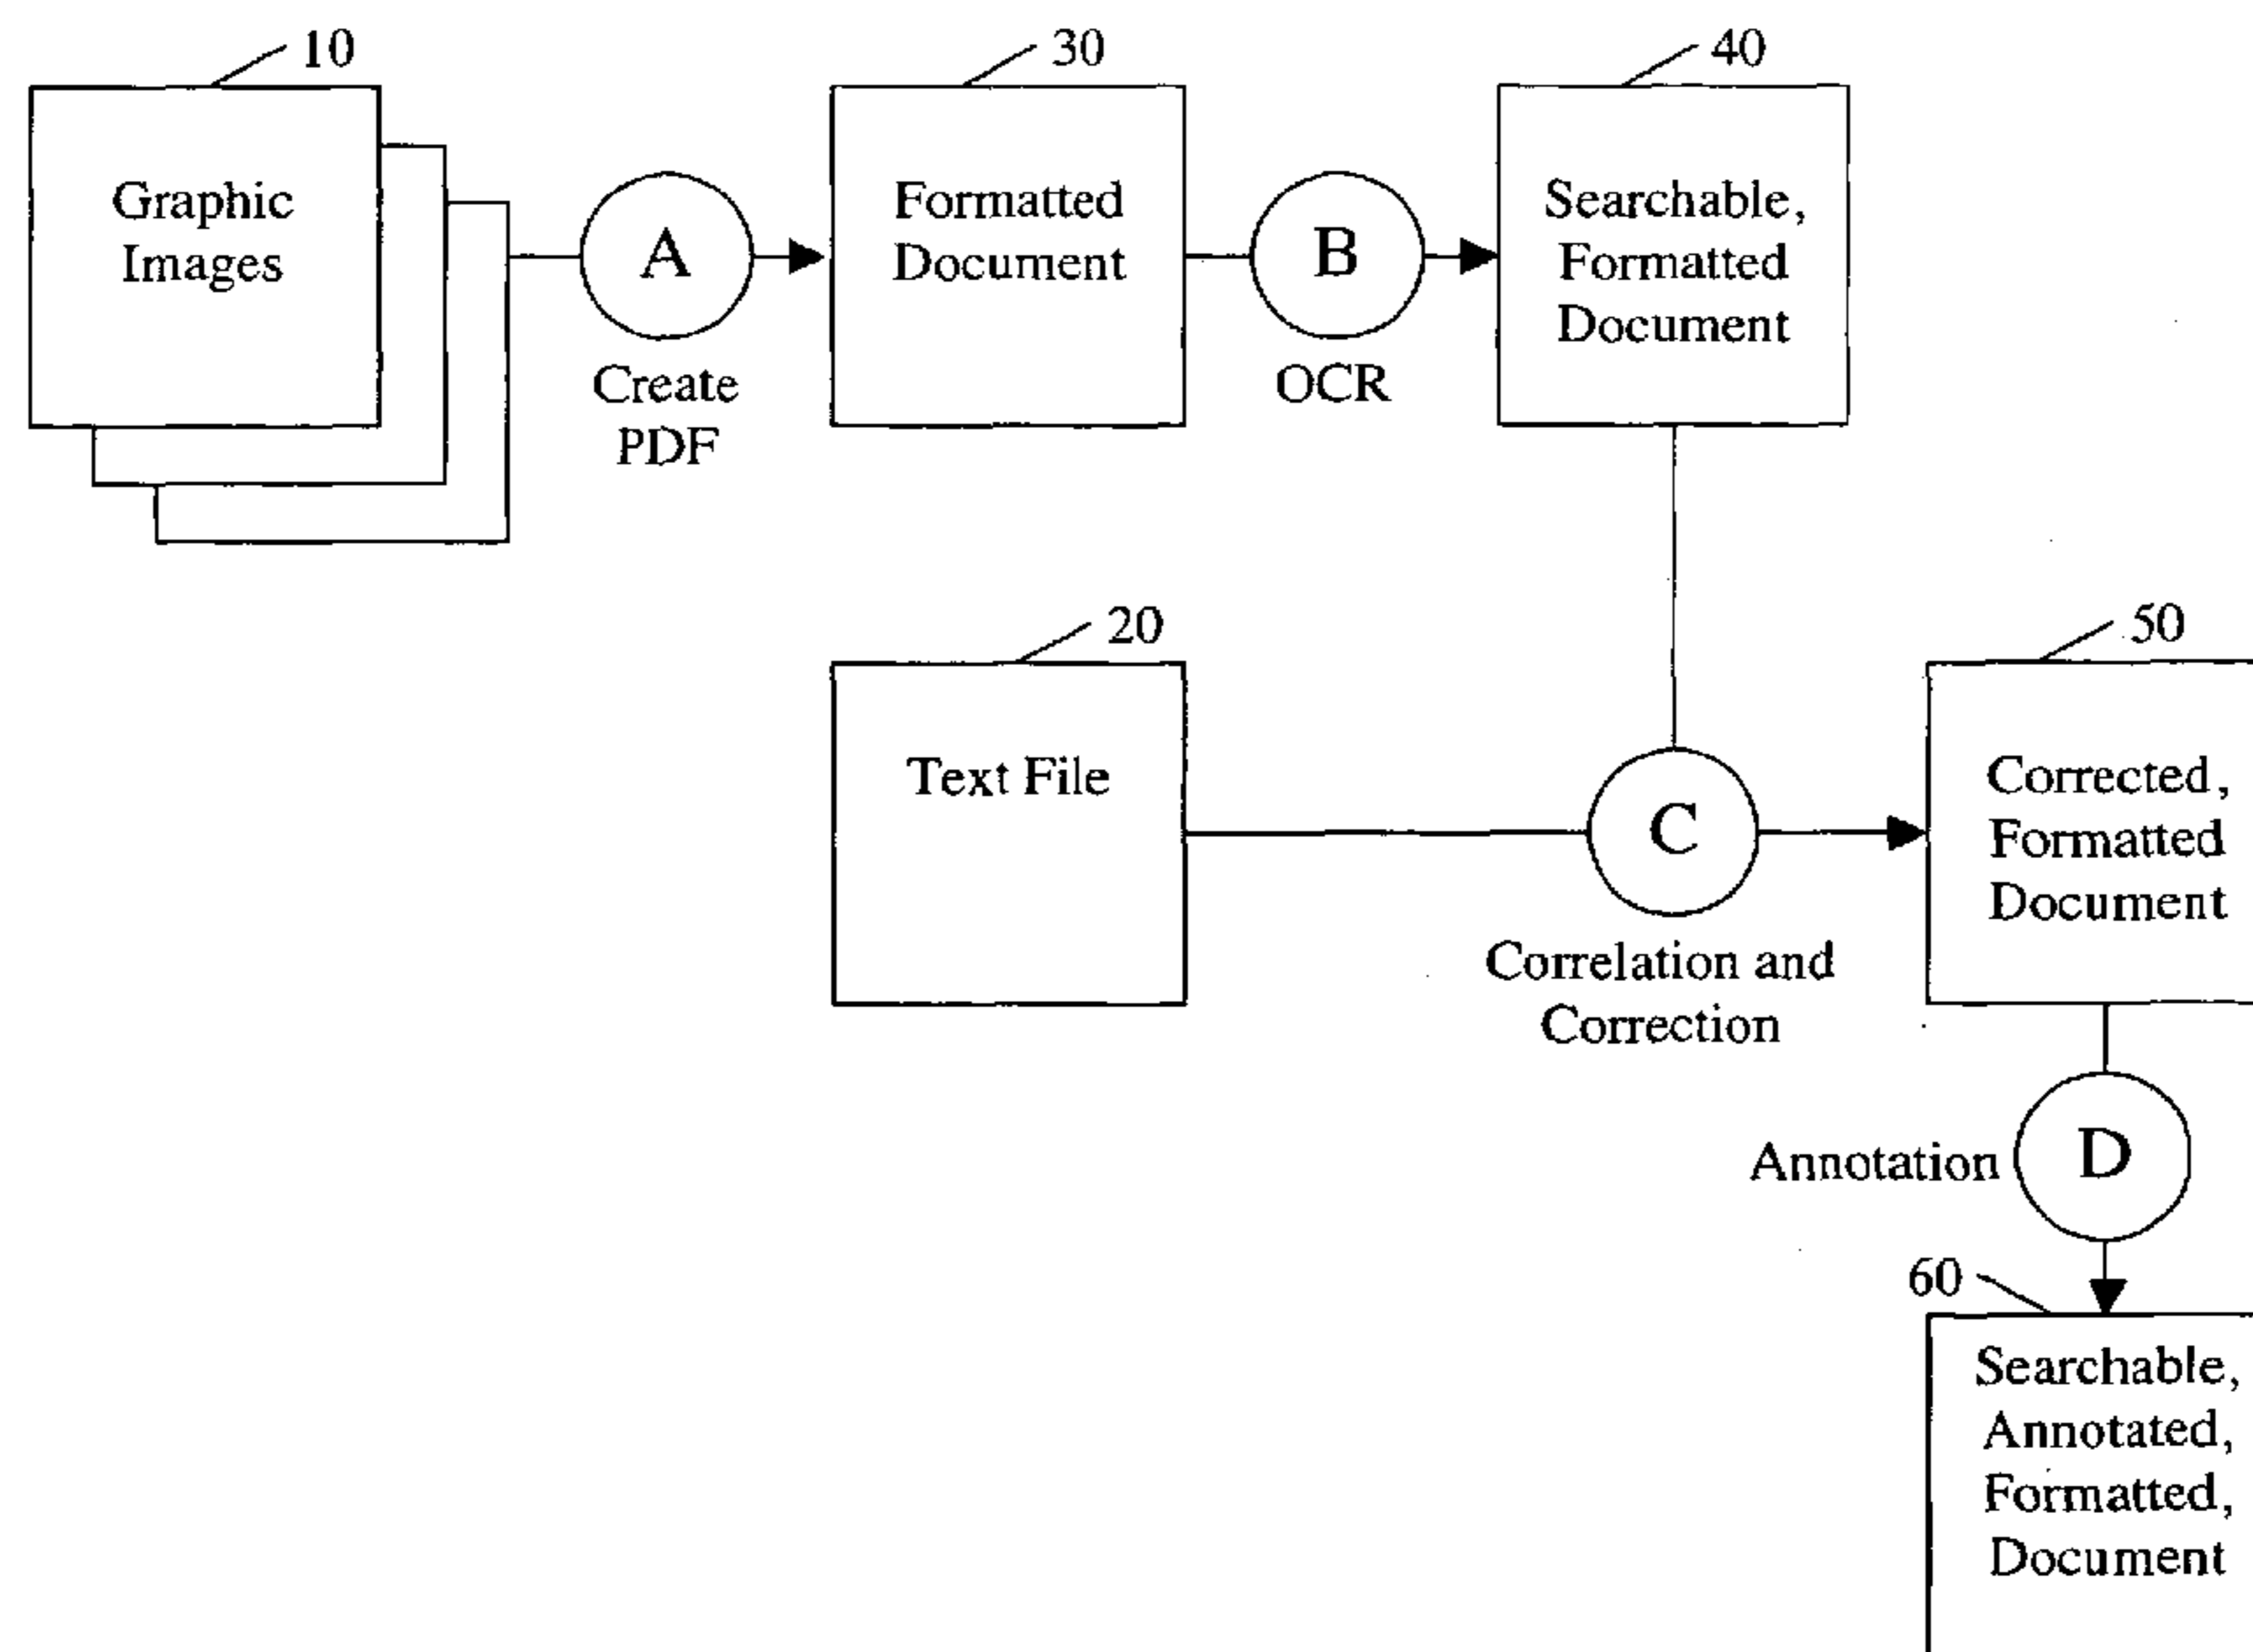 10
30
40
Graphic
Images
A
Create
PDF
Formatted
Document
B
OCR
Searchable,
Formatted
Document
20
50
Text File
C
Correlation and
Correction
Corrected,
Formatted
Document
Annotation
D
60
Searchable,
Annotated,
Formatted,
Document